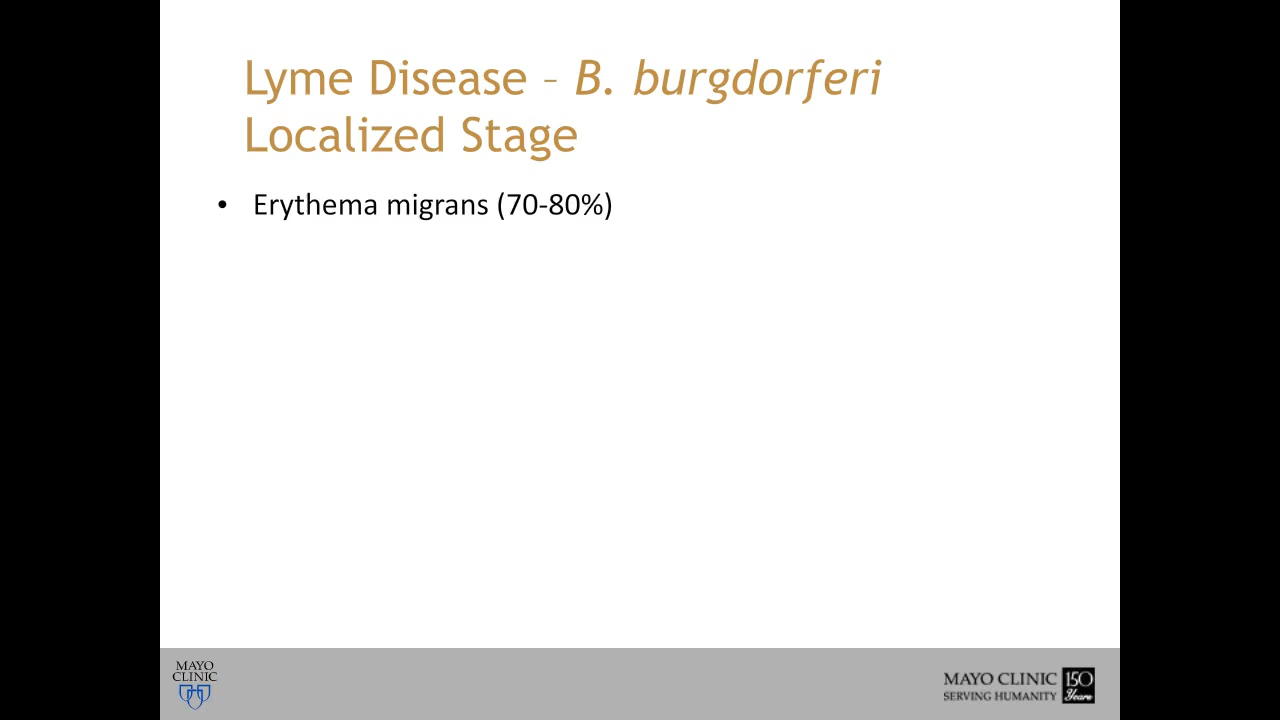 Lyme Disease – B. burgdorferi
Localized Stage
• Erythema migrans (70-80%)
MAYO
CLINIC
MAYO CLINIC 150
SERVING HUMANITY Years